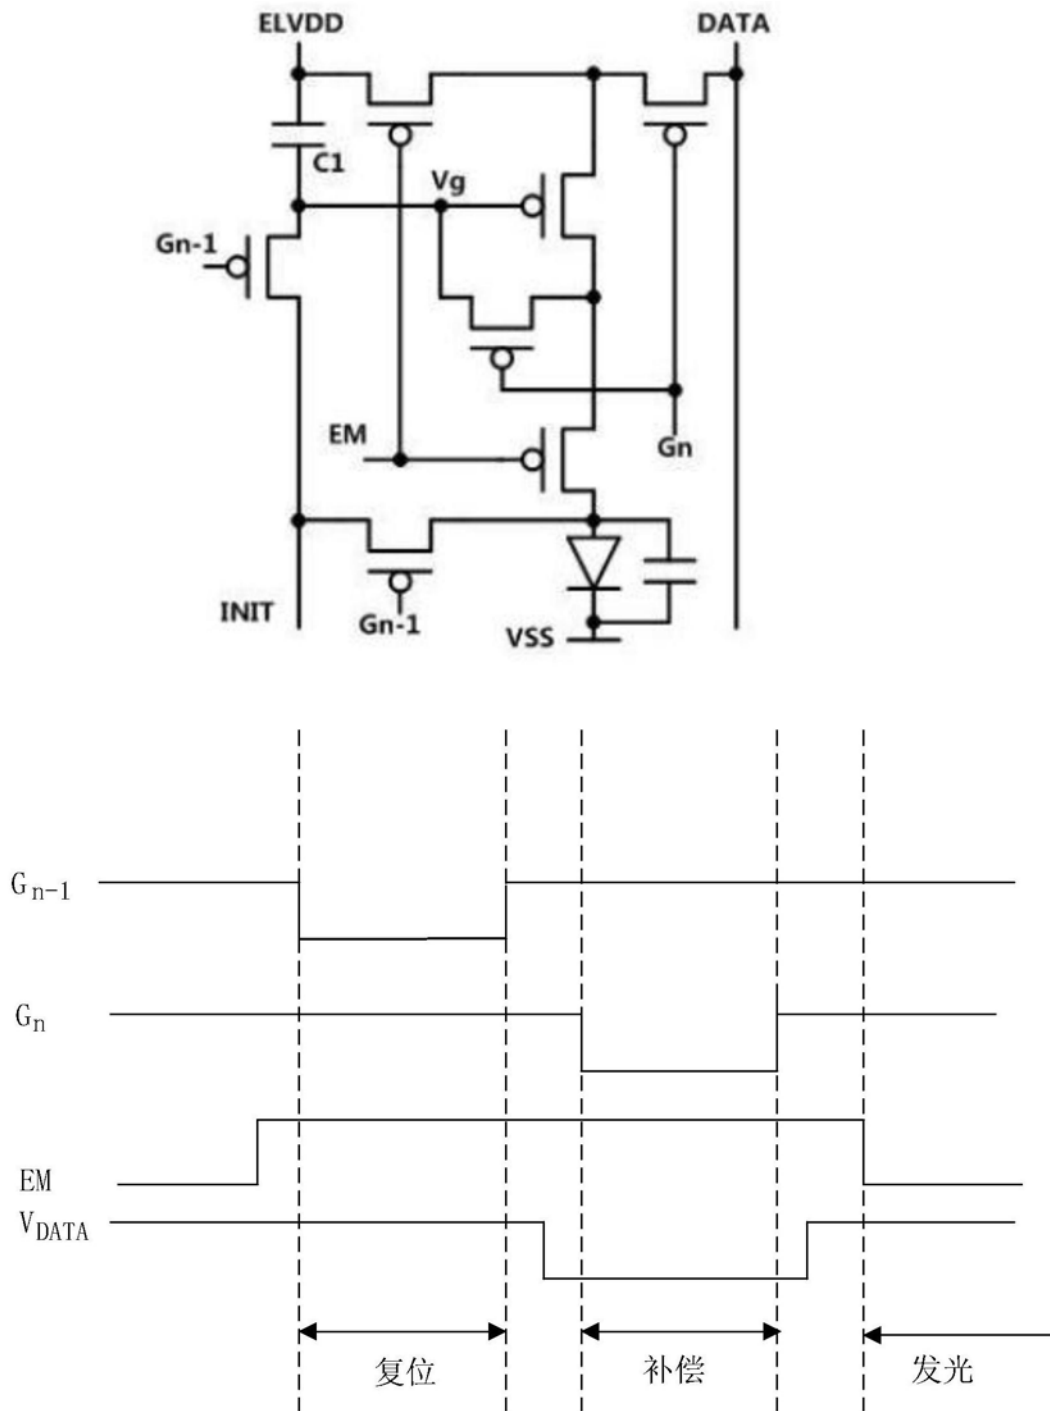 ELVDD DATA
C1
Vg
Gn-1
EM
Gn
INIT
Gn-1
VSS
Gn-1
Gn
EM
VDATA
复位 补偿 发光